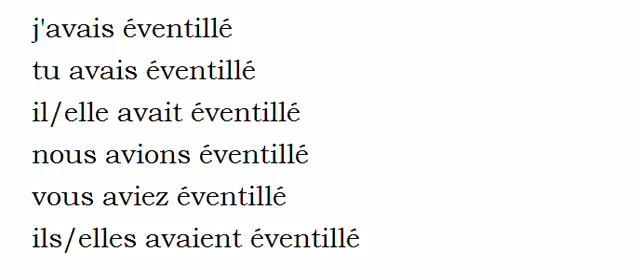 j'avais éventillé
tu avais éventillé
il/elle avait éventillé
nous avions éventillé
vous aviez éventillé
ils/elles avaient éventillé